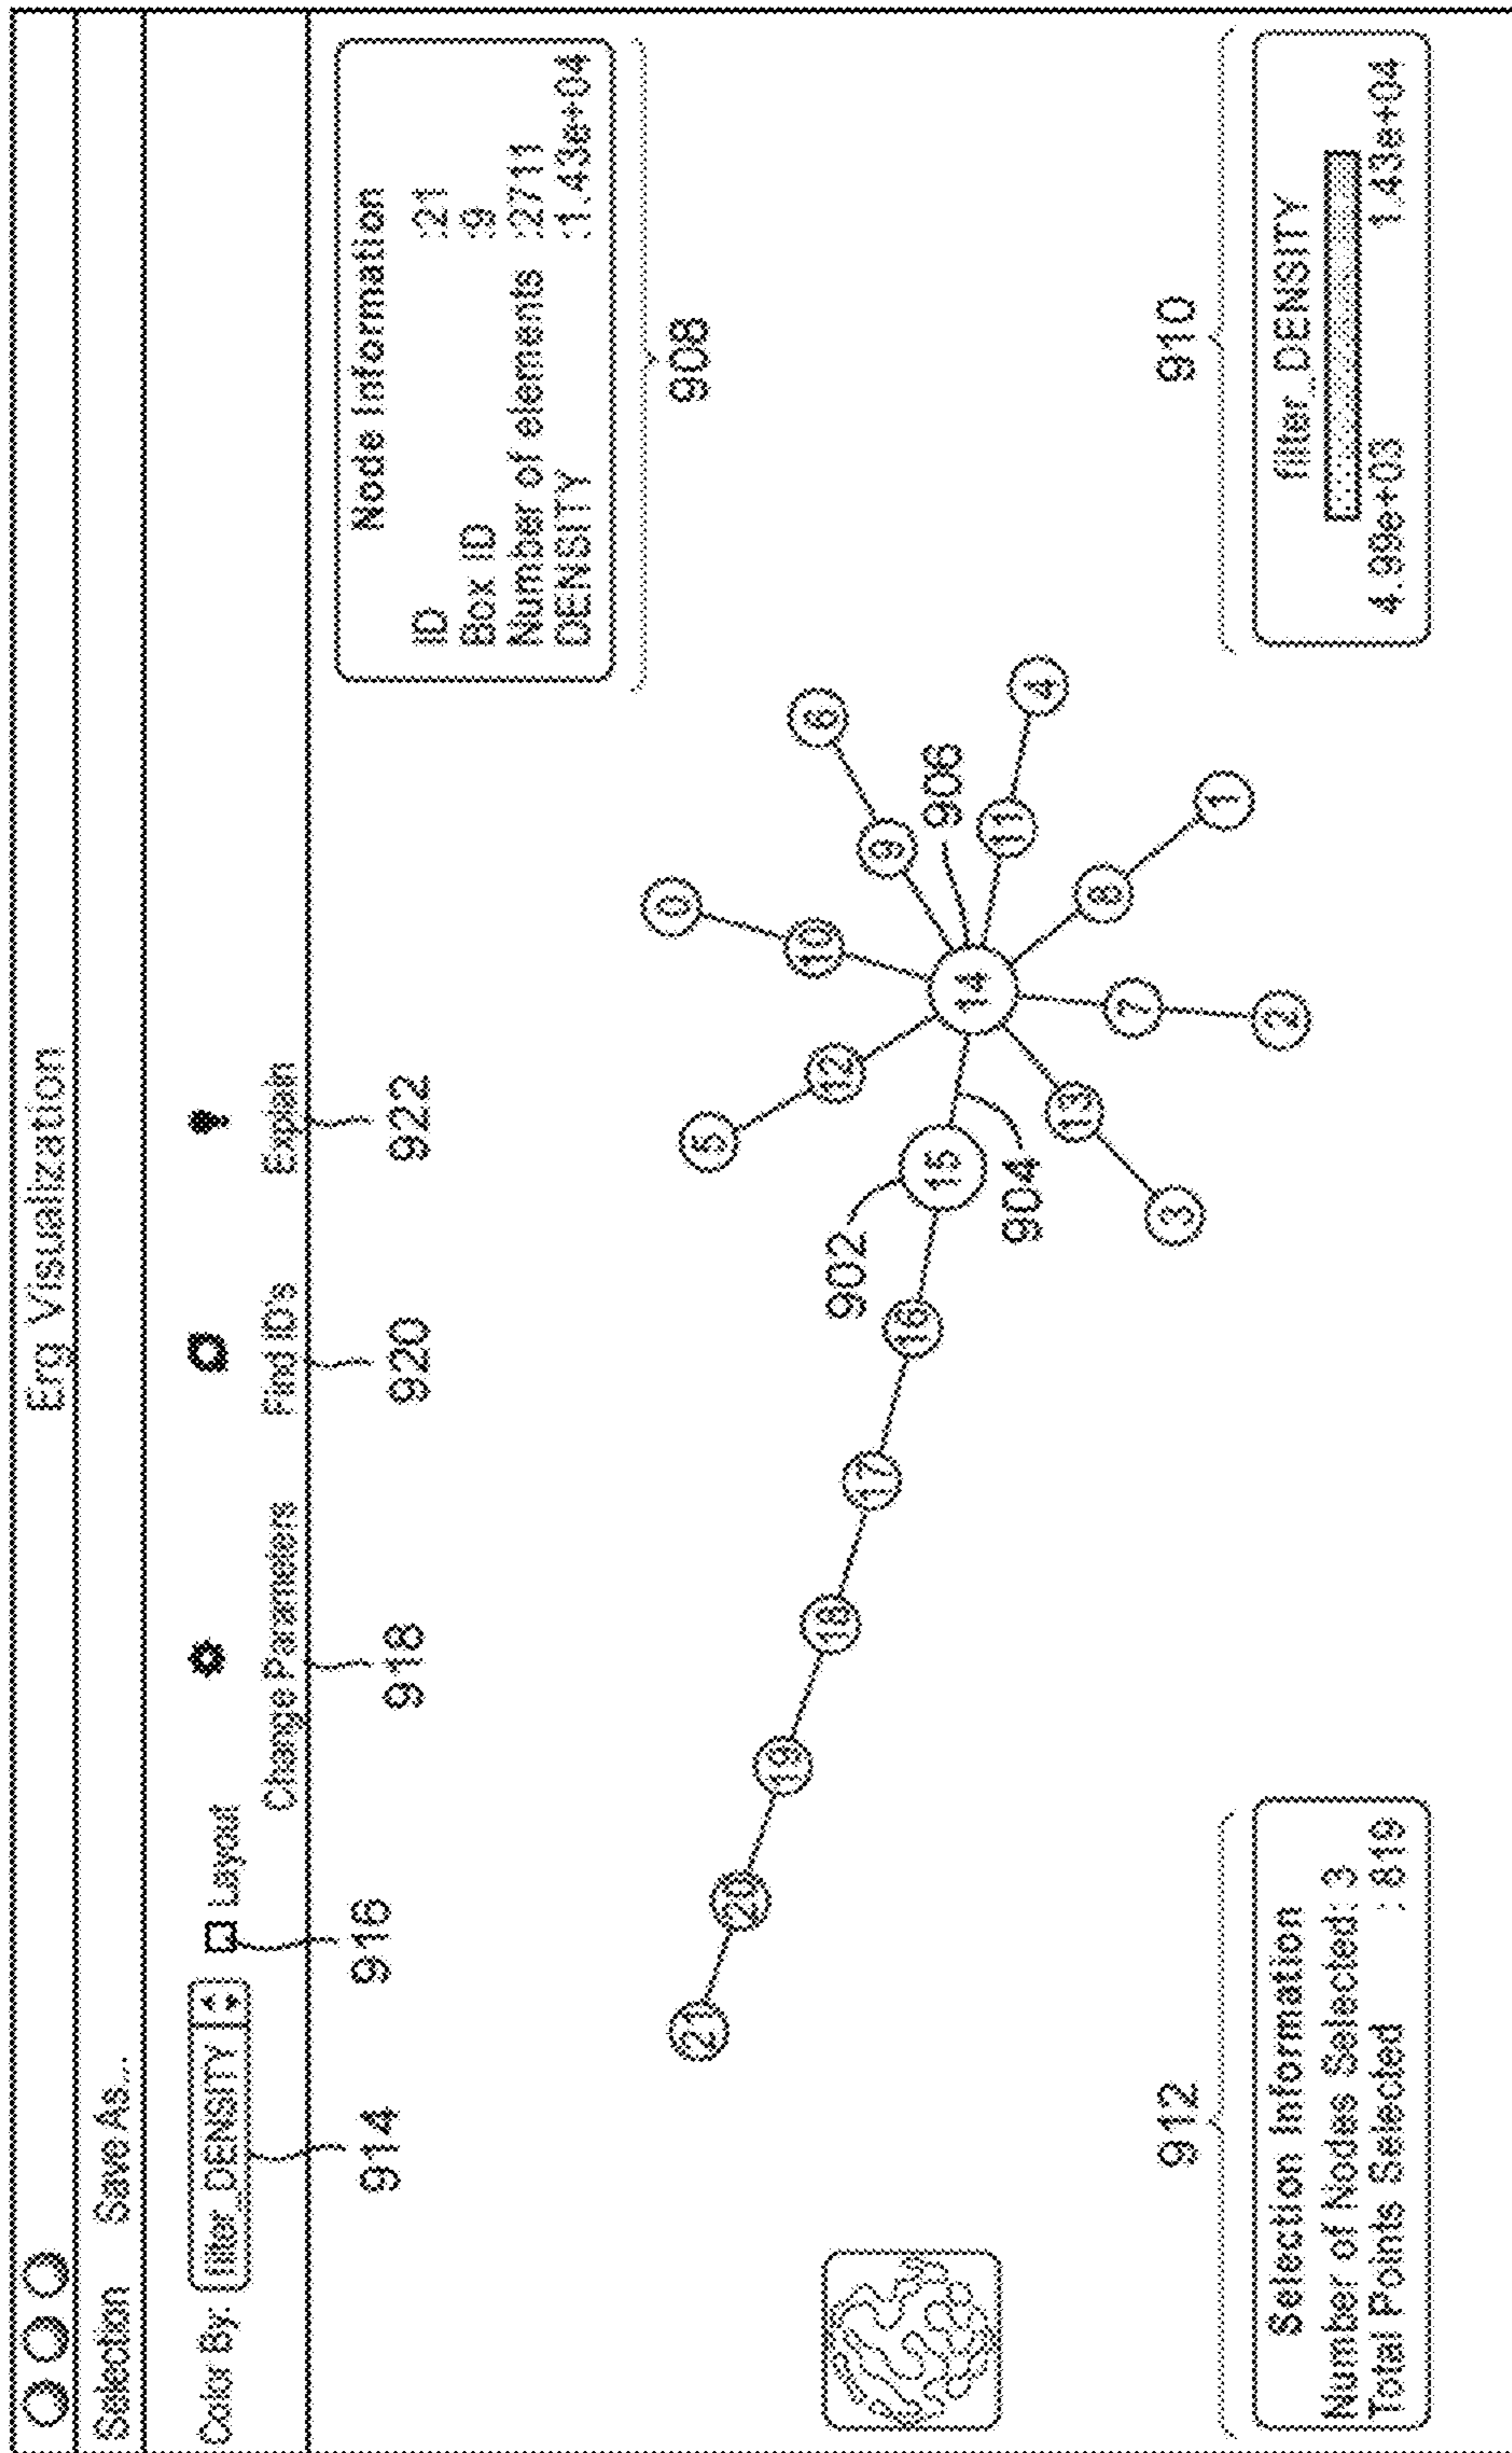 Erg Visualization
Selection Save As...
Color By: filter_DENSITY Layout
Change Parameters Find ID's Explain
914 916 918 920 922
Node Information
ID :21
Box ID :9
Number of elements :2711
DENSITY :1.43e+04
908
21
20
19
18
17
16
15
14
5
12
0
10
9
6
11
4
8
1
7
2
13
3
902
904
906
912
Selection Information
Number of Nodes Selected: 3
Total Points Selected : 819
910
filter_DENSITY
4.99e+03 1.43e+04